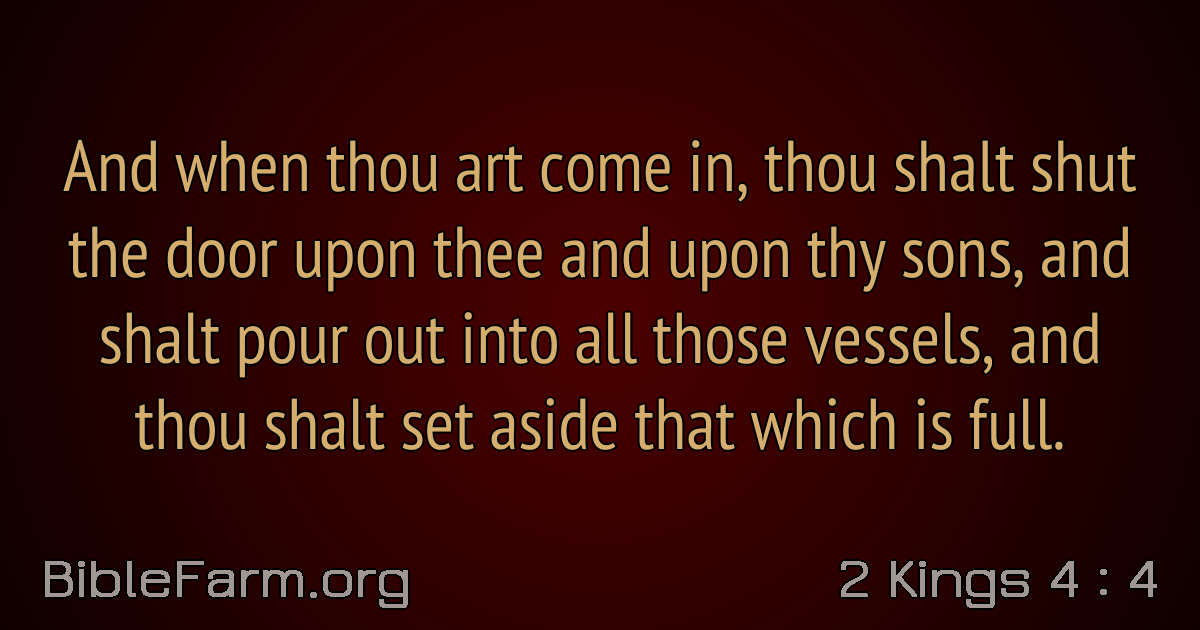 And when thou art come in, thou shalt shut
the door upon thee and upon thy sons, and
shalt pour out into all those vessels, and
thou shalt set aside that which is full.
BibleFarm.org
2 Kings 4 : 4